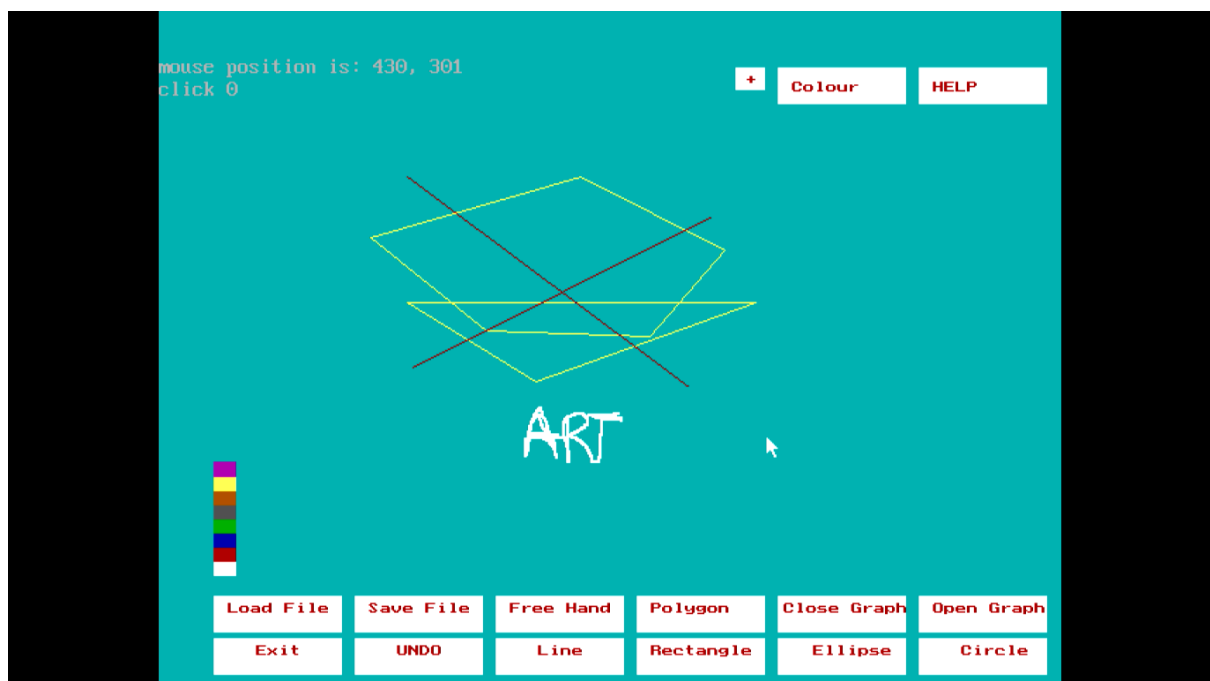 mouse position is: 430, 301
click 0
+ Colour HELP
ART
Load File Save File Free Hand Polygon Close Graph Open Graph
Exit UNDO Line Rectangle Ellipse Circle